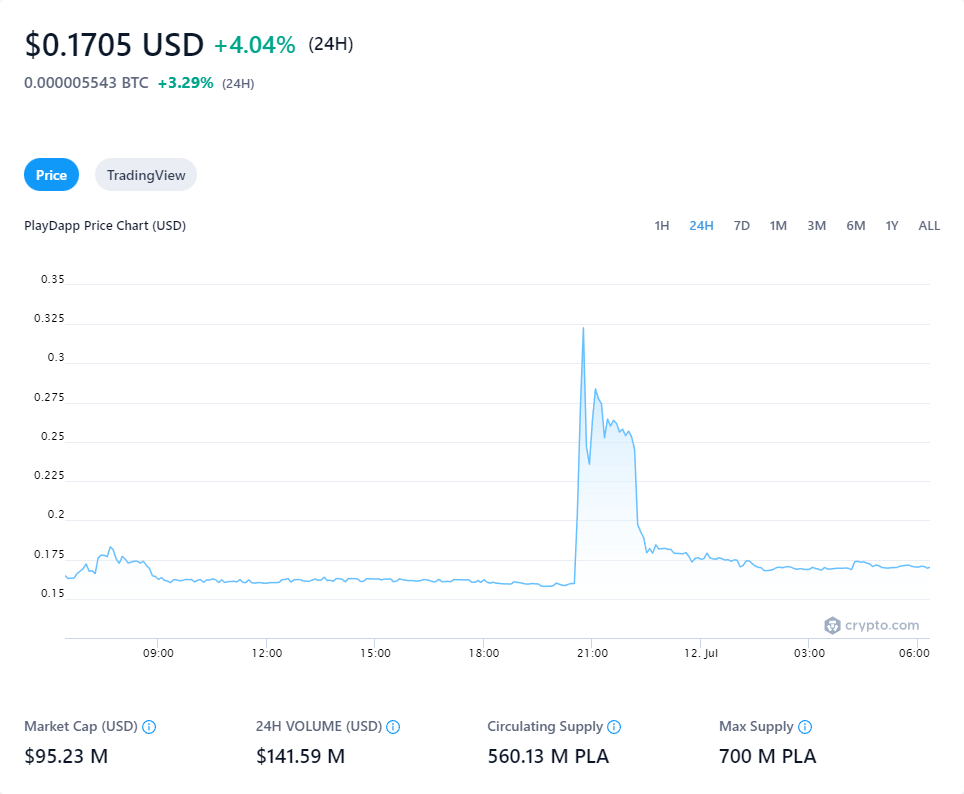 $0.1705 USD +4.04% (24H)
0.000005543 BTC +3.29% (24H)
Price TradingView
PlayDapp Price Chart (USD) 1H 24H 7D 1M 3M 6M 1Y ALL
0.35
0.325
0.3
0.275
0.25
0.225
0.2
0.175
0.15
crypto.com
09:00 12:00 15:00 18:00 21:00 12. Jul 03:00 06:00
Market Cap (USD) 24H VOLUME (USD) Circulating Supply Max Supply
$95.23 M $141.59 M 560.13 M PLA 700 M PLA